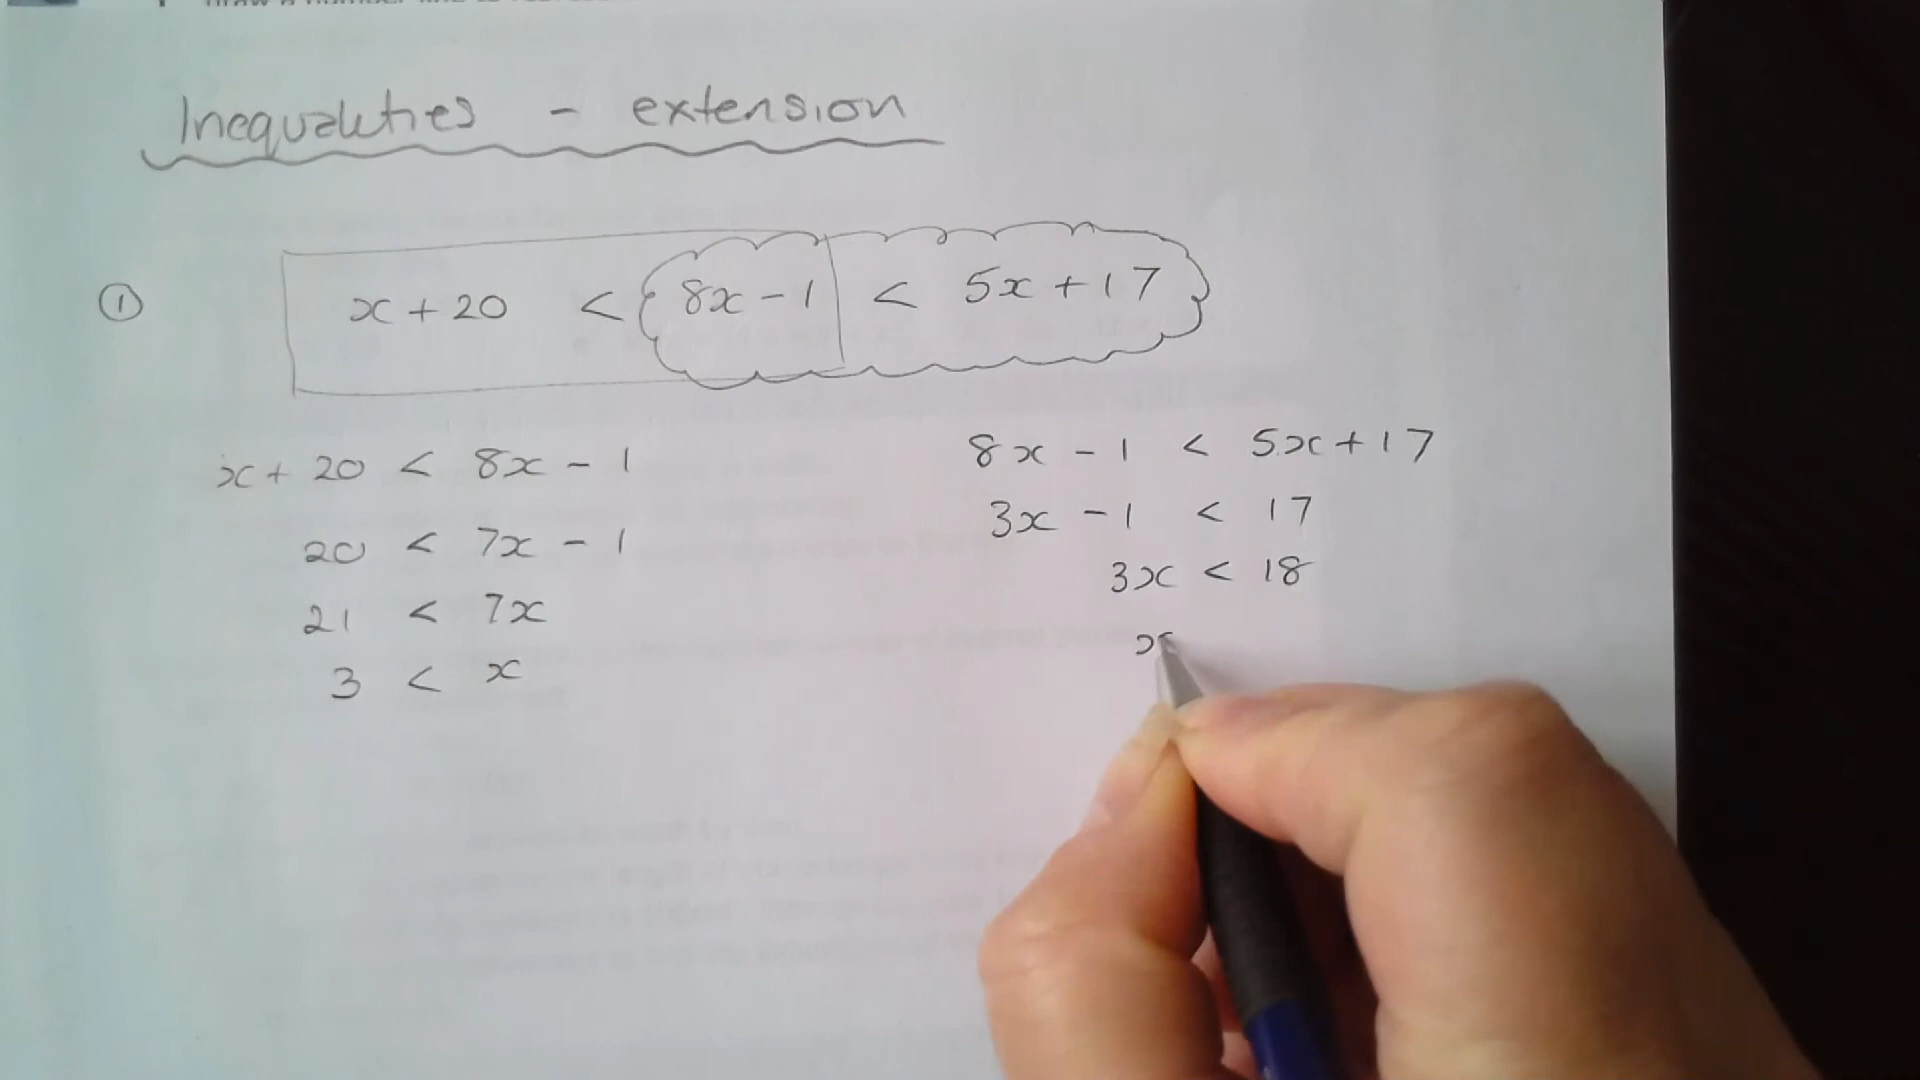 Inequalities - extension
① x + 20 < 8x - 1 < 5x + 17
x + 20 < 8x - 1
20 < 7x - 1
21 < 7x
3 < x
8x - 1 < 5x + 17
3x - 1 < 17
3x < 18
x